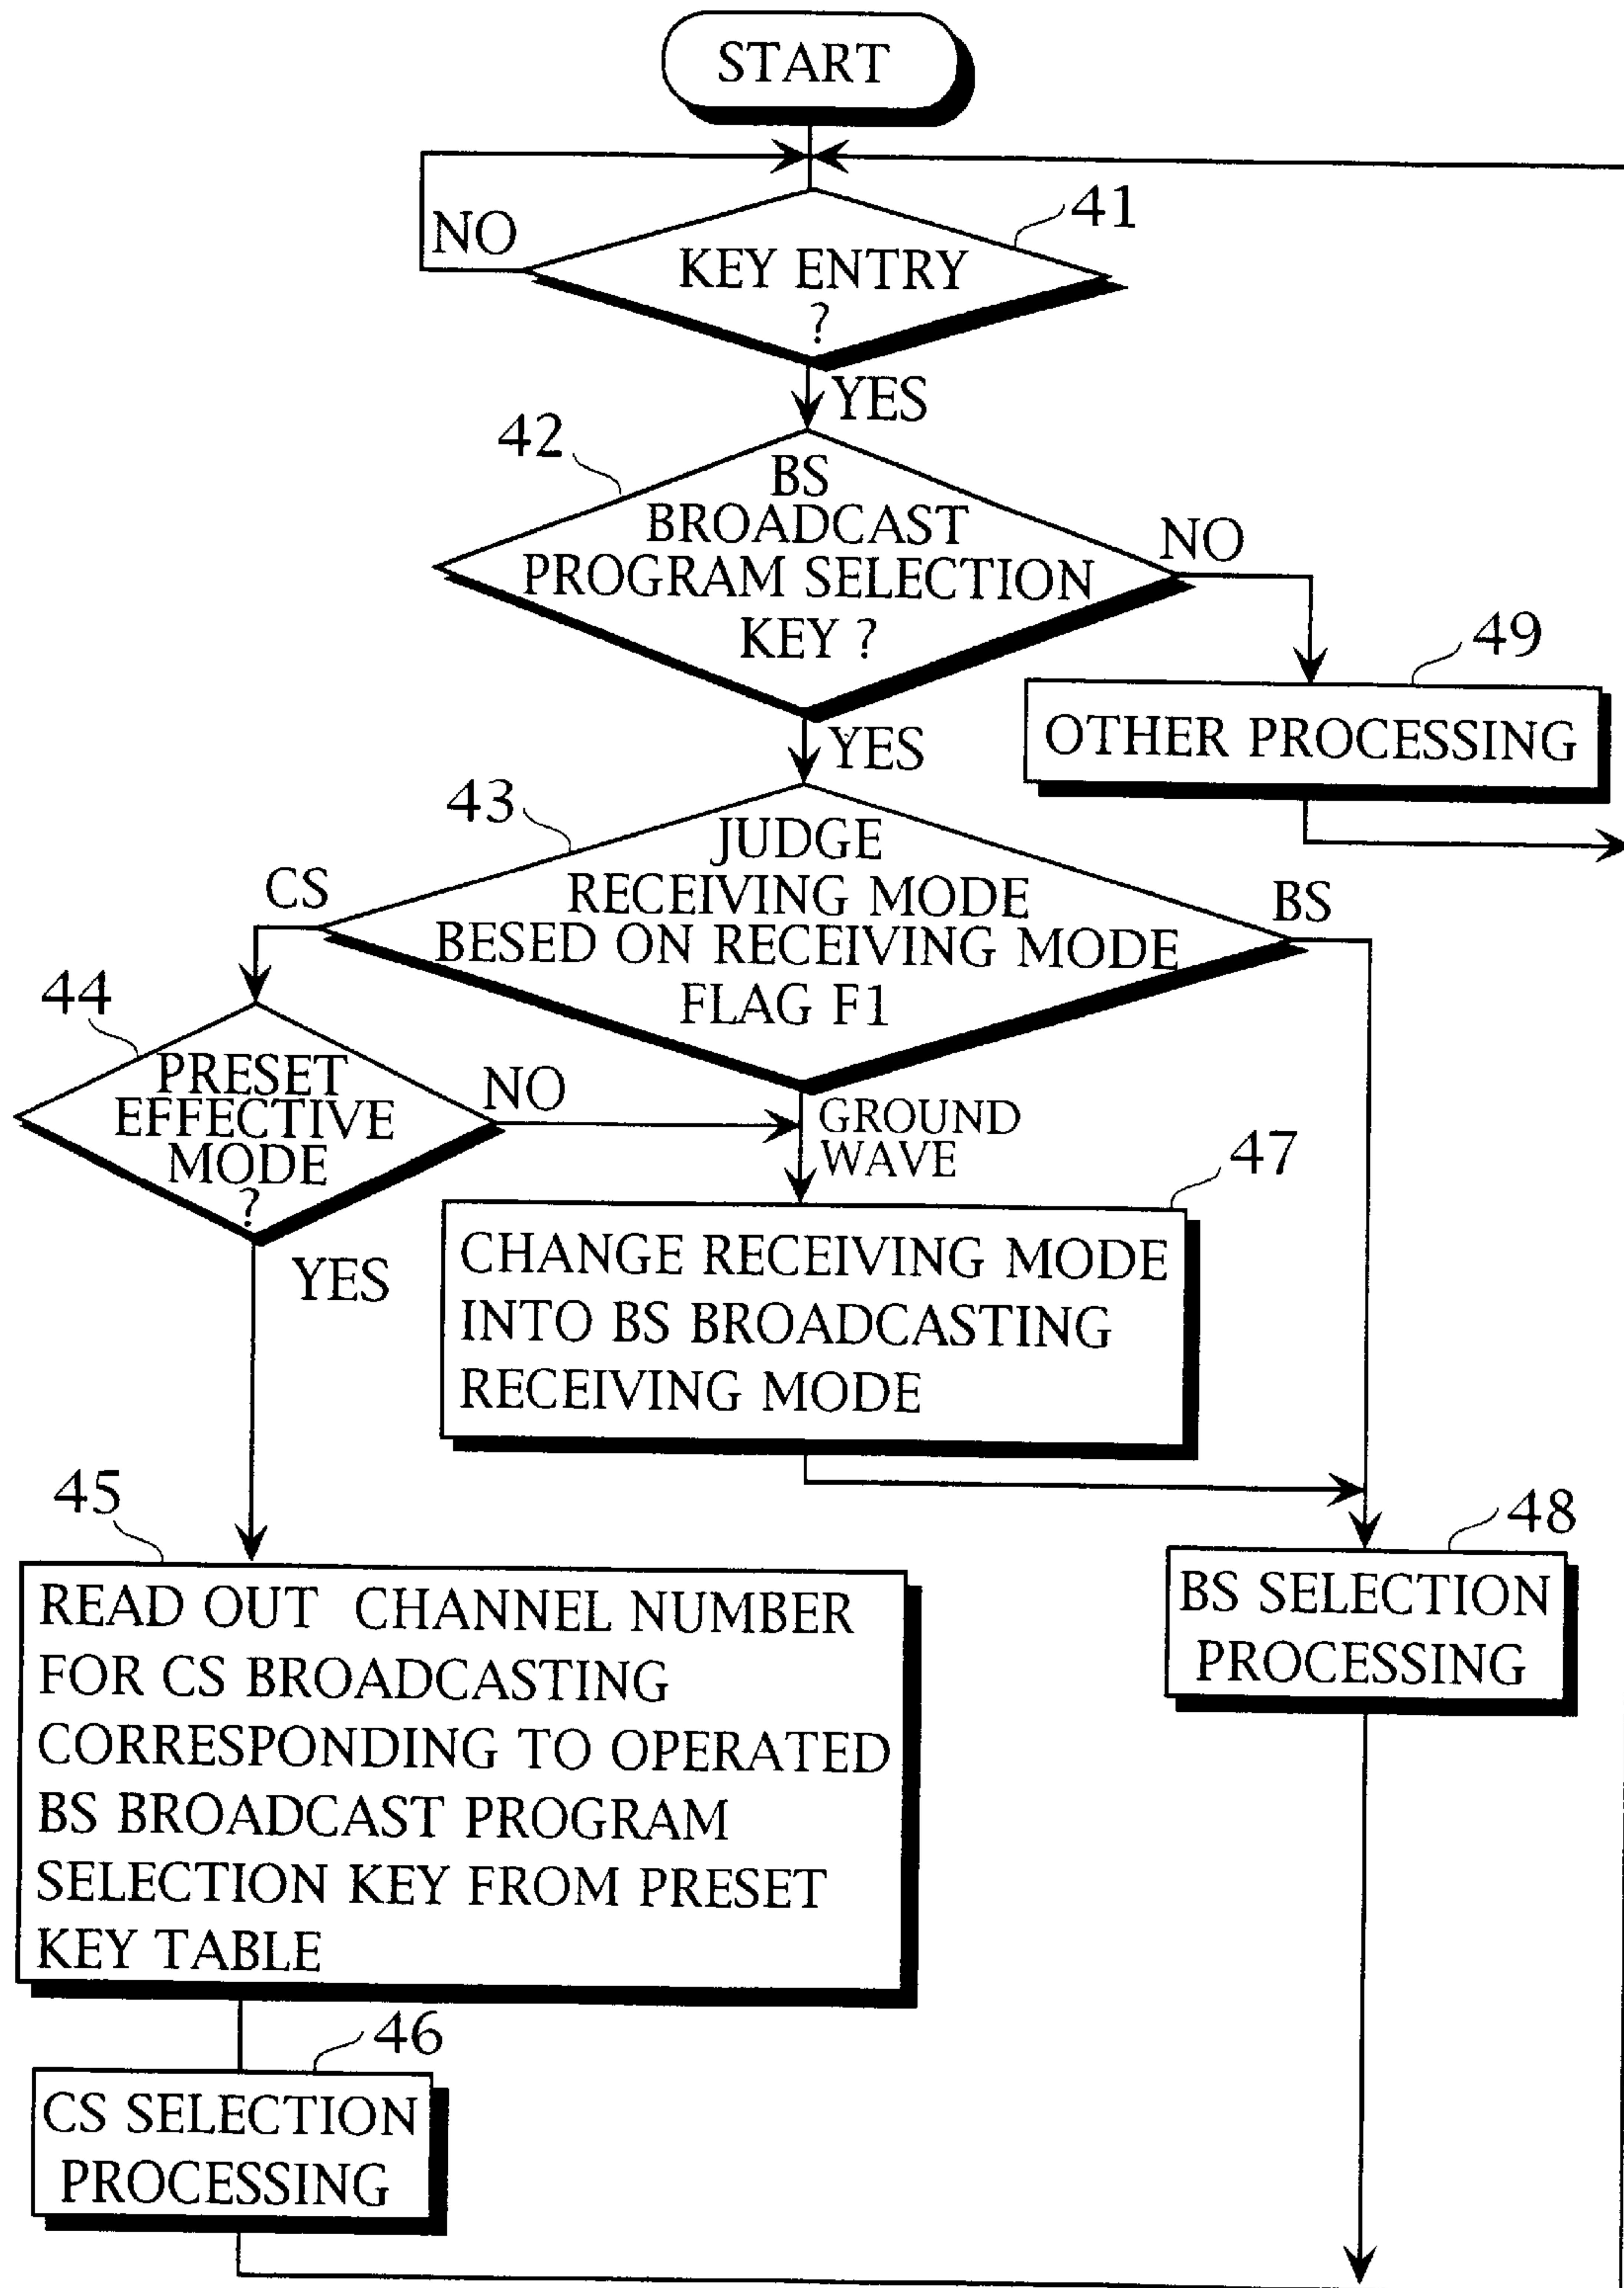 START
41
NO
KEY ENTRY
?
YES
42
BS
BROADCAST
PROGRAM SELECTION
KEY ?
NO
49
OTHER PROCESSING
YES
43
JUDGE
RECEIVING MODE
BESED ON RECEIVING MODE
FLAG F1
CS
BS
44
PRESET
EFFECTIVE
MODE
?
NO
GROUND
WAVE
YES
47
CHANGE RECEIVING MODE
INTO BS BROADCASTING
RECEIVING MODE
45
READ OUT CHANNEL NUMBER
FOR CS BROADCASTING
CORRESPONDING TO OPERATED
BS BROADCAST PROGRAM
SELECTION KEY FROM PRESET
KEY TABLE
48
BS SELECTION
PROCESSING
46
CS SELECTION
PROCESSING